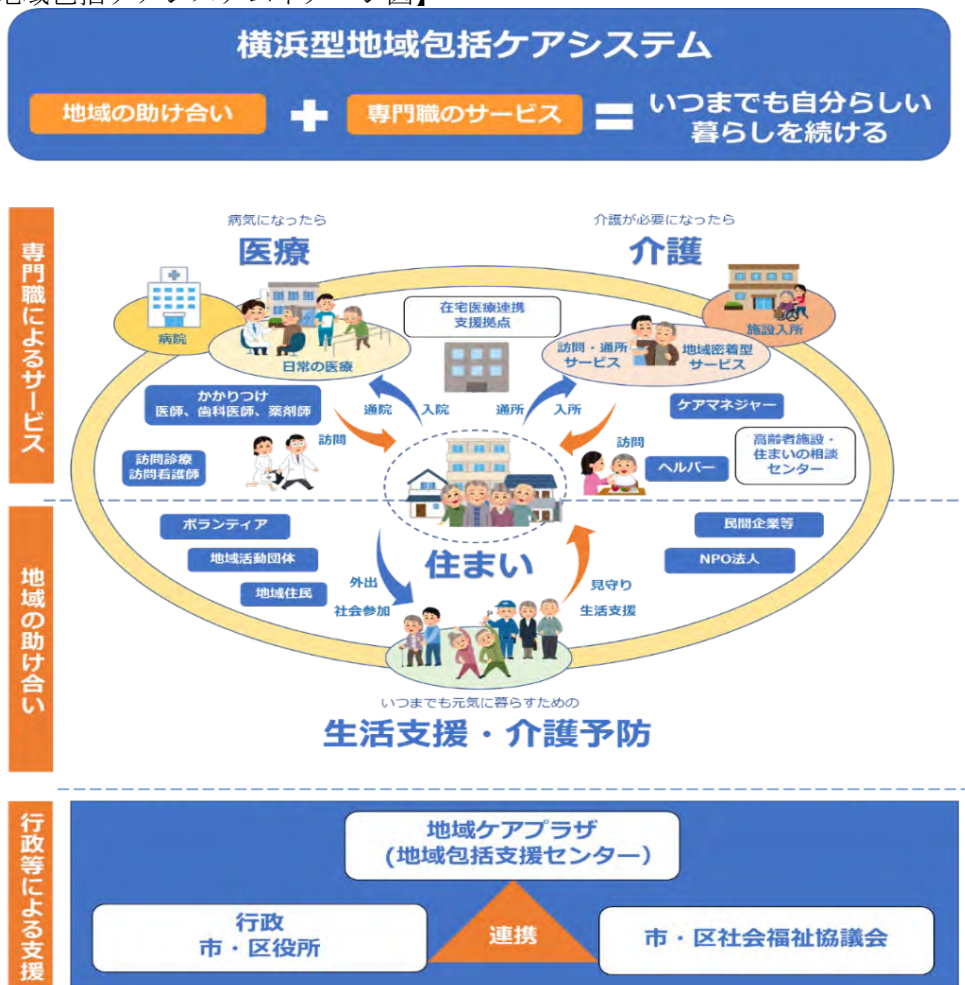 地域包括ケアシステムイメージ図】
横浜型地域包括ケアシステム
地域の助け合い + 専門職のサービス = いつまでも自分らしい
暮らしを続ける
専門職によるサービス
病気になったら
医療
介護が必要になったら
介護
病院
日常の医療
在宅医療連携
支援拠点
訪問・通所
サービス
地域密着型
サービス
施設入所
かかりつけ
医師、歯科医師、薬剤師
通院
入院
通所
入所
ケアマネジャー
訪問
訪問
訪問診療
訪問看護師
ヘルパー
高齢者施設・
住まいの相談
センター
地域の助け合い
ボランティア
地域活動団体
地域住民
住まい
民間企業等
NPO法人
外出
社会参加
見守り
生活支援
いつまでも元気に暮らすための
生活支援・介護予防
行政等による支援
地域ケアプラザ
(地域包括支援センター)
行政
市・区役所
連携
市・区社会福祉協議会